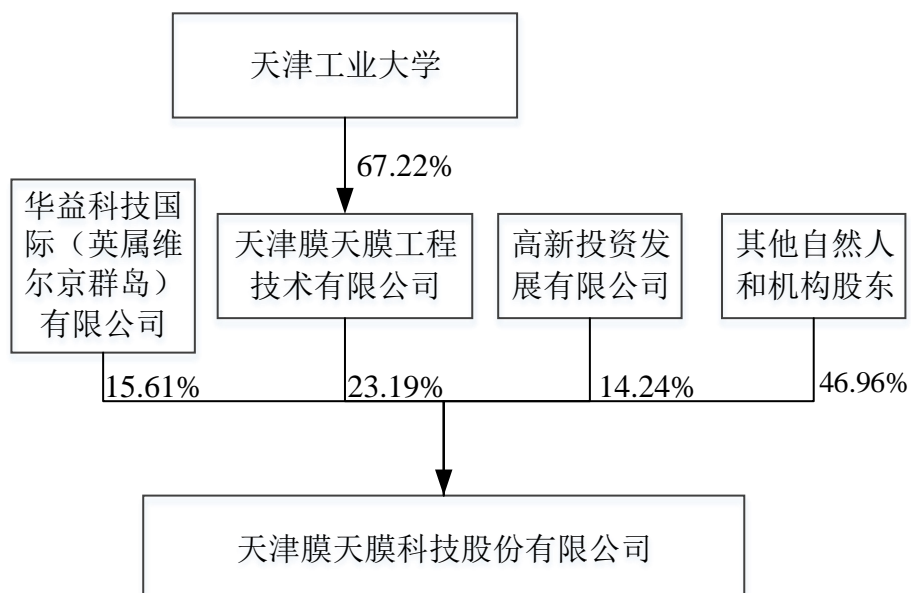 天津工业大学
67.22%
华益科技国
际（英属维
尔京群岛）
有限公司
天津膜天膜工程
技术有限公司
高新投资发
展有限公司
其他自然人
和机构股东
15.61%
23.19%
14.24%
46.96%
天津膜天膜科技股份有限公司